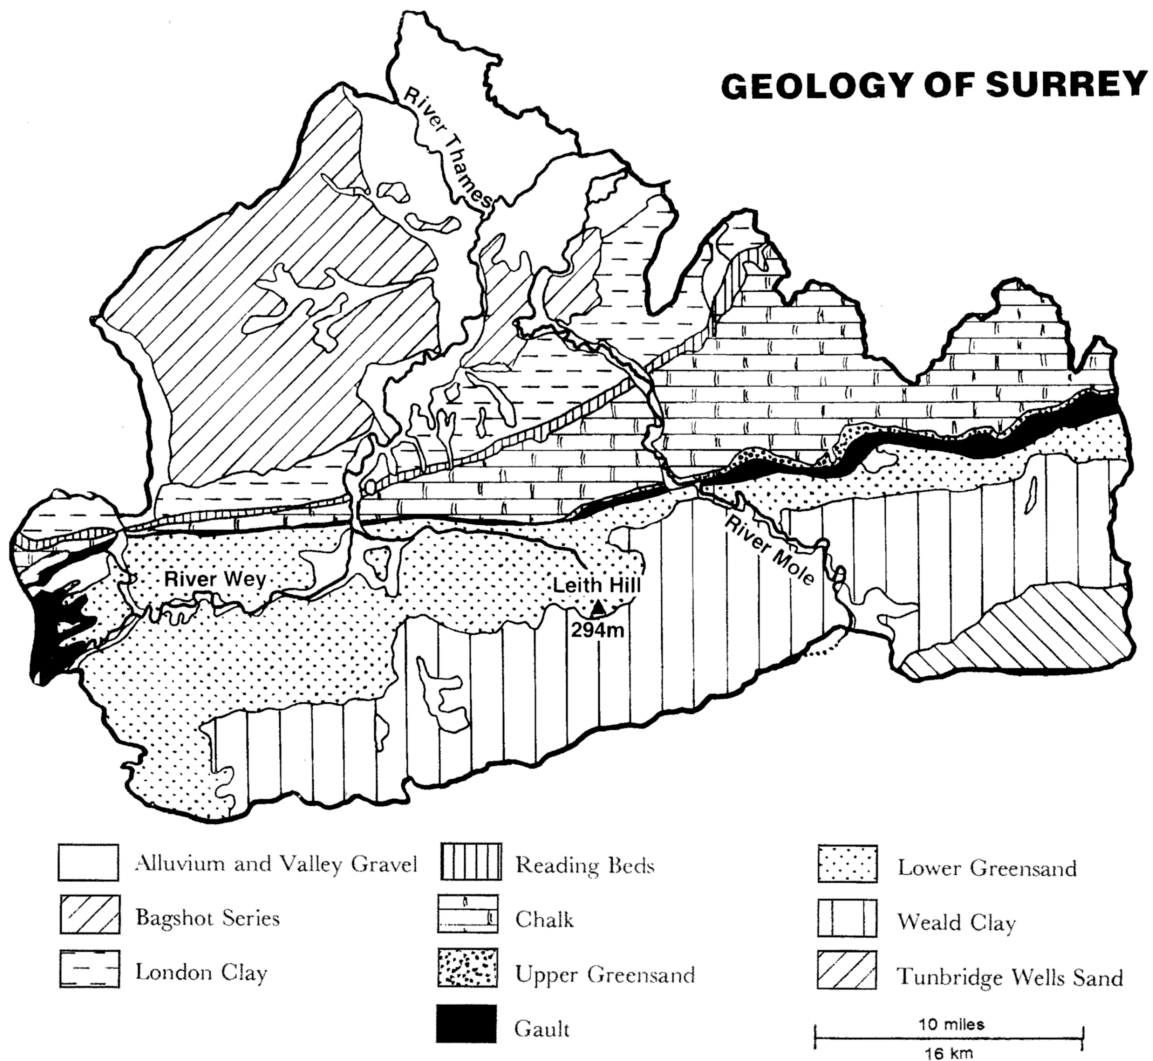 GEOLOGY OF SURREY
River Thames
River Wey
Leith Hill
294m
River Mole
Alluvium and Valley Gravel
Bagshot Series
London Clay
Reading Beds
Chalk
Upper Greensand
Gault
Lower Greensand
Weald Clay
Tunbridge Wells Sand
10 miles
16 km